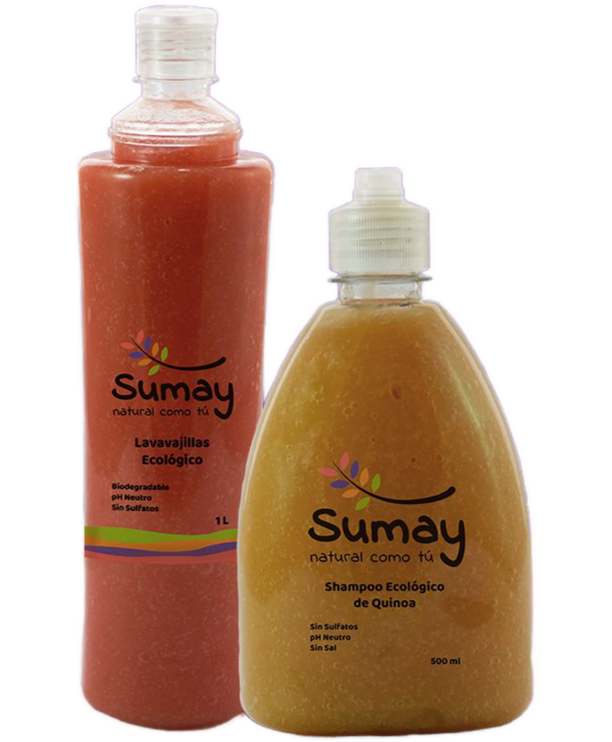 Sumay
natural como tú
Lavavajillas
Ecológico
Biodegradable
pH Neutro
Sin Sulfatos
1 L
Sumay
natural como tú
Shampoo Ecológico
de Quinoa
Sin Sulfatos
pH Neutro
Sin Sal
500 ml